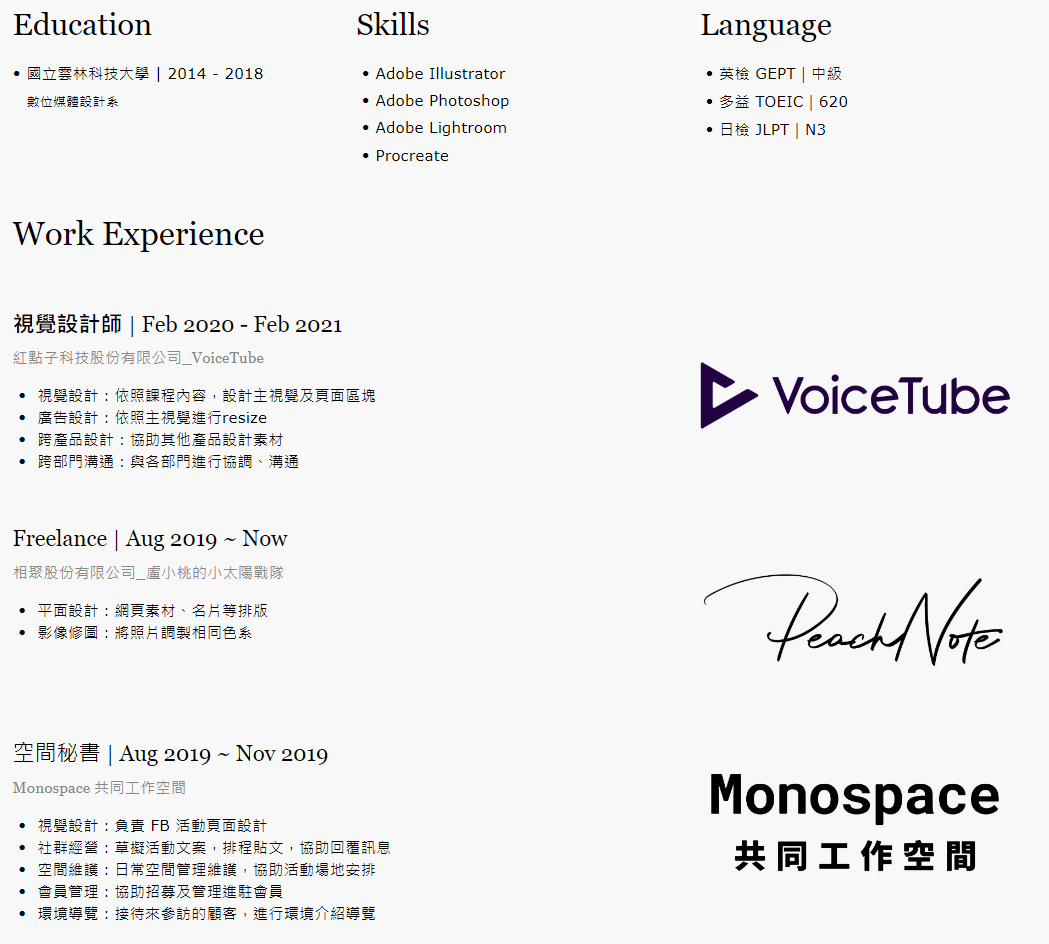 Education
• 國立雲林科技大學 | 2014 - 2018
數位媒體設計系
Skills
• Adobe Illustrator
• Adobe Photoshop
• Adobe Lightroom
• Procreate
Language
• 英檢 GEPT | 中級
• 多益 TOEIC | 620
• 日檢 JLPT | N3
Work Experience
視覺設計師 | Feb 2020 - Feb 2021
紅點子科技股份有限公司_VoiceTube
• 視覺設計：依照課程內容，設計主視覺及頁面區塊
• 廣告設計：依照主視覺進行resize
• 跨產品設計：協助其他產品設計素材
• 跨部門溝通：與各部門進行協調、溝通
VoiceTube
Freelance | Aug 2019 ~ Now
相聚股份有限公司_盧小桃的小太陽戰隊
• 平面設計：網頁素材、名片等排版
• 影像修圖：將照片調製相同色系
PeachNote
空間秘書 | Aug 2019 ~ Nov 2019
Monospace 共同工作空間
• 視覺設計：負責 FB 活動頁面設計
• 社群經營：草擬活動文案，排程貼文，協助回覆訊息
• 空間維護：日常空間管理維護，協助活動場地安排
• 會員管理：協助招募及管理進駐會員
• 環境導覽：接待來參訪的顧客，進行環境介紹導覽
Monospace
共同工作空間